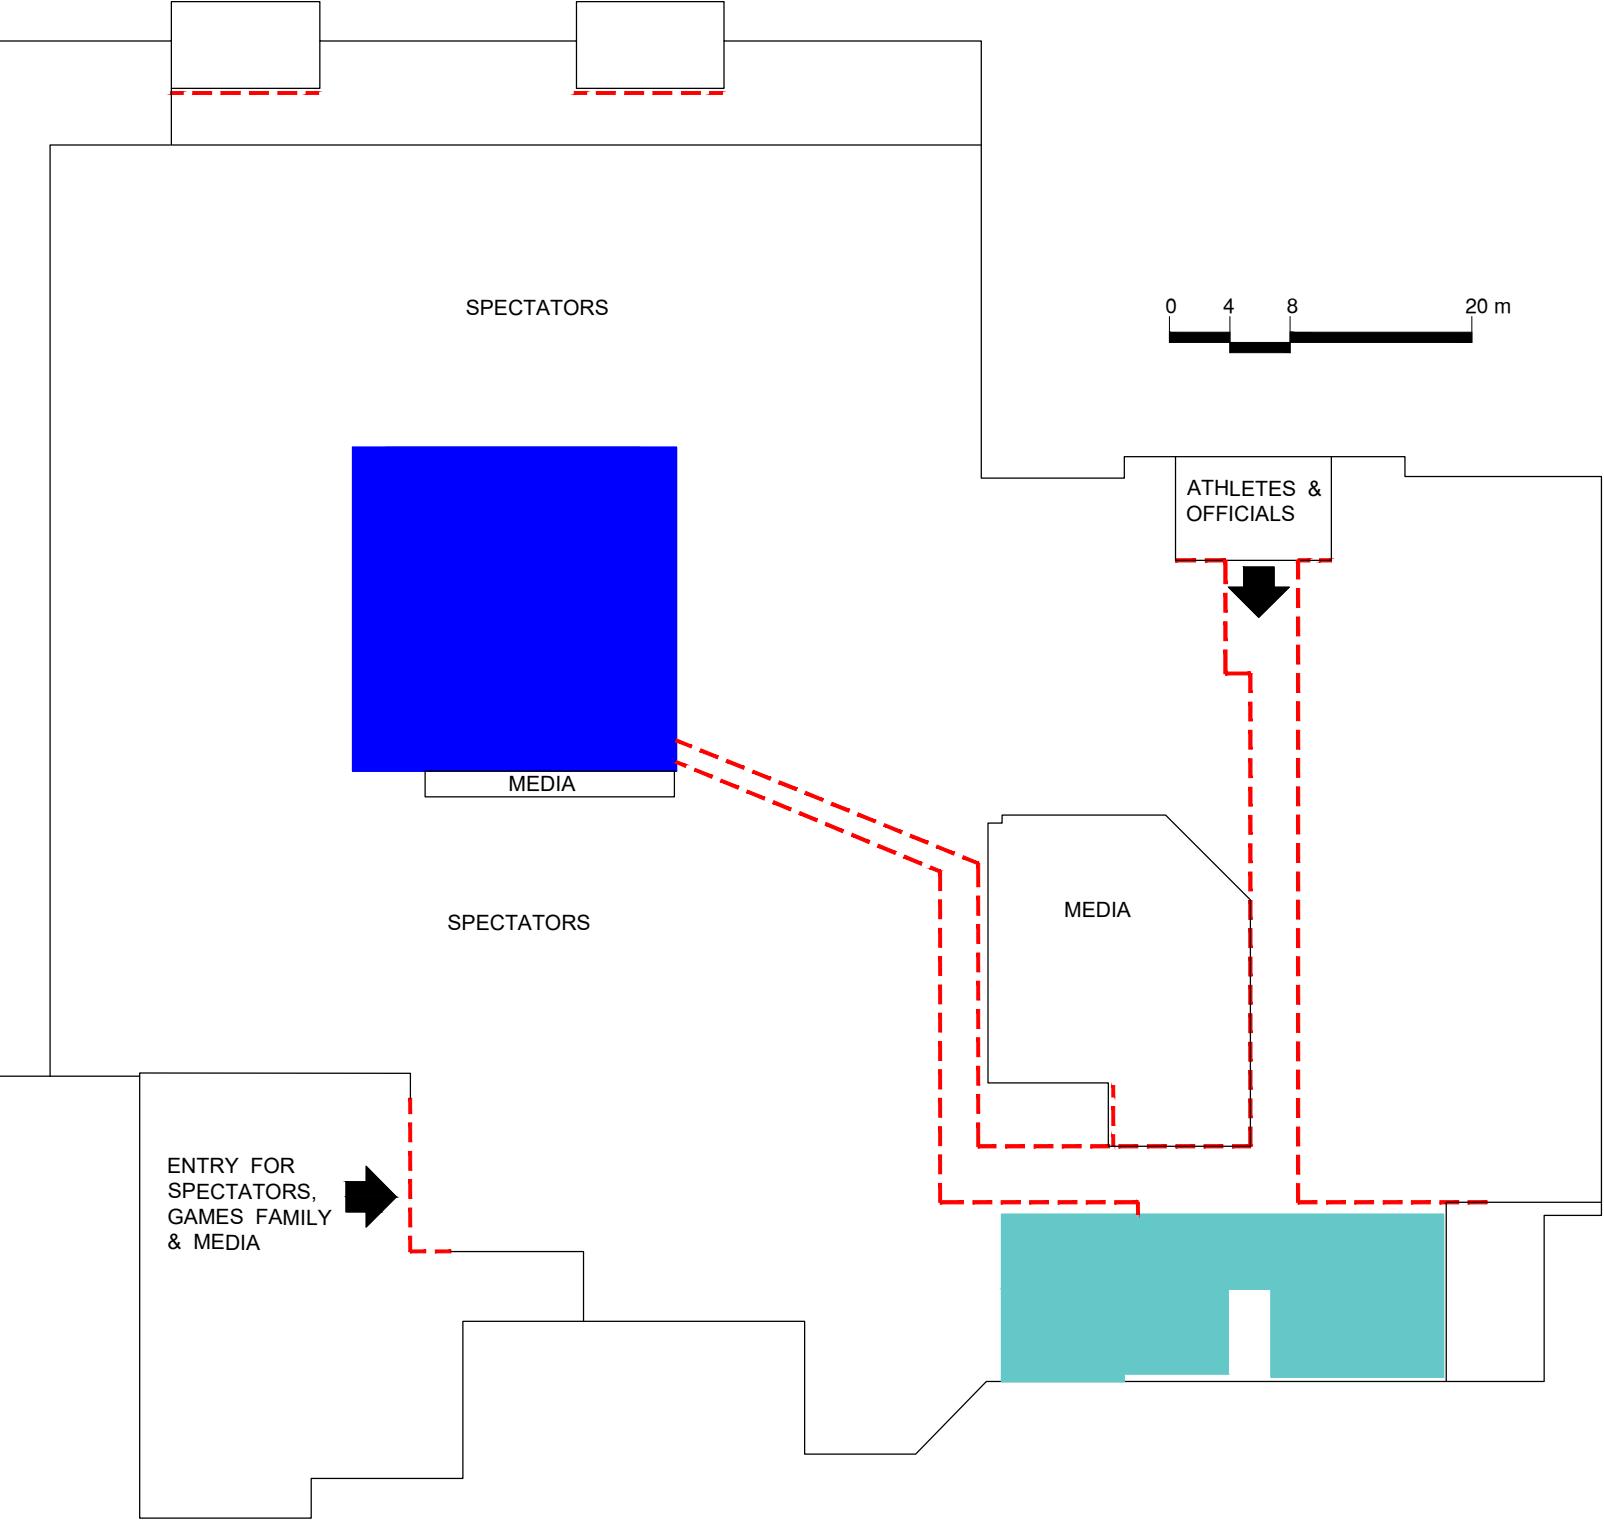 SPECTATORS
0 4 8 20 m
ATHLETES &
OFFICIALS
MEDIA
MEDIA
SPECTATORS
ENTRY FOR
SPECTATORS,
GAMES FAMILY
& MEDIA